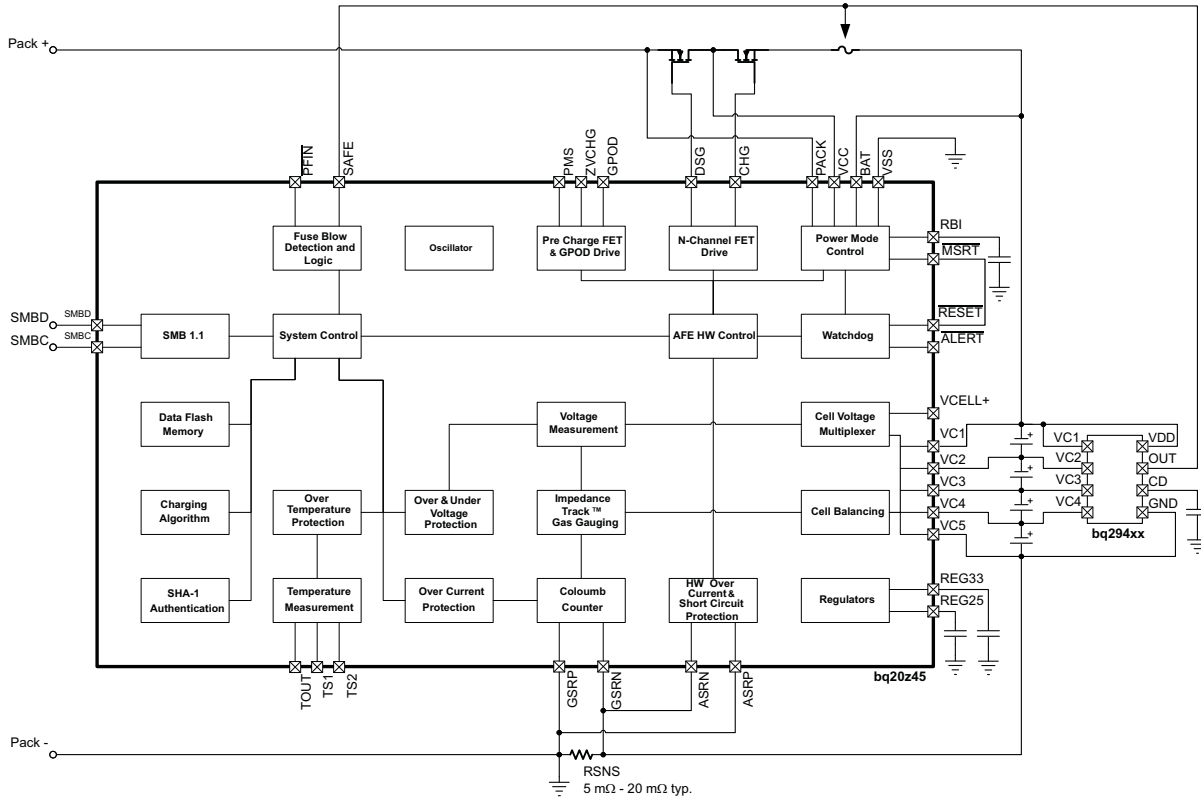 Pack +
PFIN
SAFE
PMS
ZVCHG
GPOD
DSG
CHG
PACK
VCC
BAT
VSS
Fuse Blow
Detection and
Logic
Oscillator
Pre Charge FET
& GPOD Drive
N-Channel FET
Drive
Power Mode
Control
RBI
MSRT
SMBD
SMBD
SMBC
SMBC
SMB 1.1
System Control
AFE HW Control
Watchdog
RESET
ALERT
Data Flash
Memory
Voltage
Measurement
Cell Voltage
Multiplexer
VCELL+
VC1
VC2
VC3
VC4
VC5
VC1
VC2
VC3
VC4
VDD
OUT
CD
GND
bq294xx
+
+
+
+
Charging
Algorithm
Over
Temperature
Protection
Over & Under
Voltage
Protection
Impedance
Track™
Gas Gauging
Cell Balancing
SHA-1
Authentication
Temperature
Measurement
Over Current
Protection
Coloumb
Counter
HW Over
Current &
Short Circuit
Protection
Regulators
REG33
REG25
bq20z45
TOUT
TS1
TS2
GSRP
GSRN
ASRN
ASRP
Pack -
RSNS
5 mΩ - 20 mΩ typ.